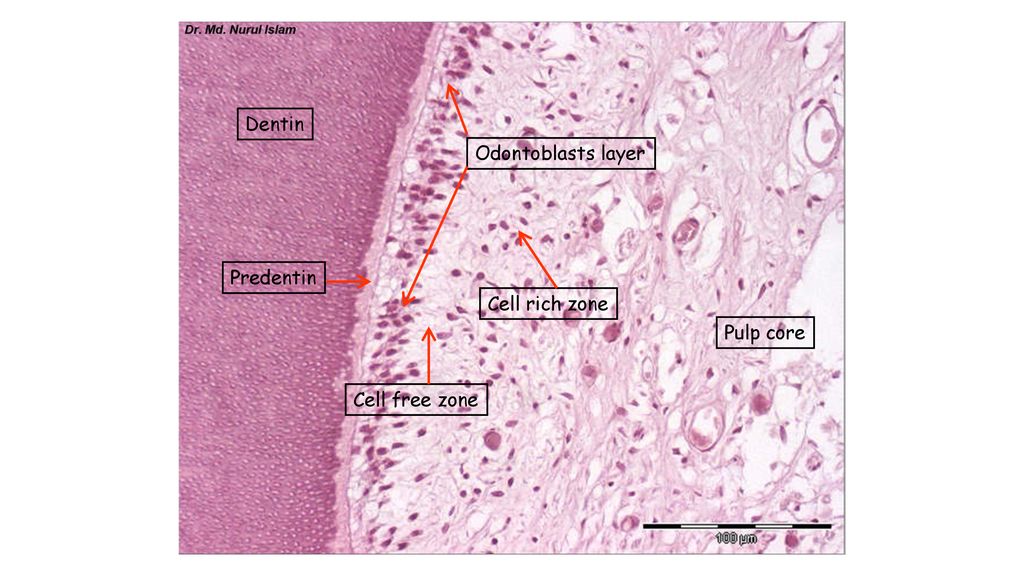 Dr. Md. Nurul Islam
Dentin
Odontoblasts layer
Predentin
Cell rich zone
Pulp core
Cell free zone
100 µm